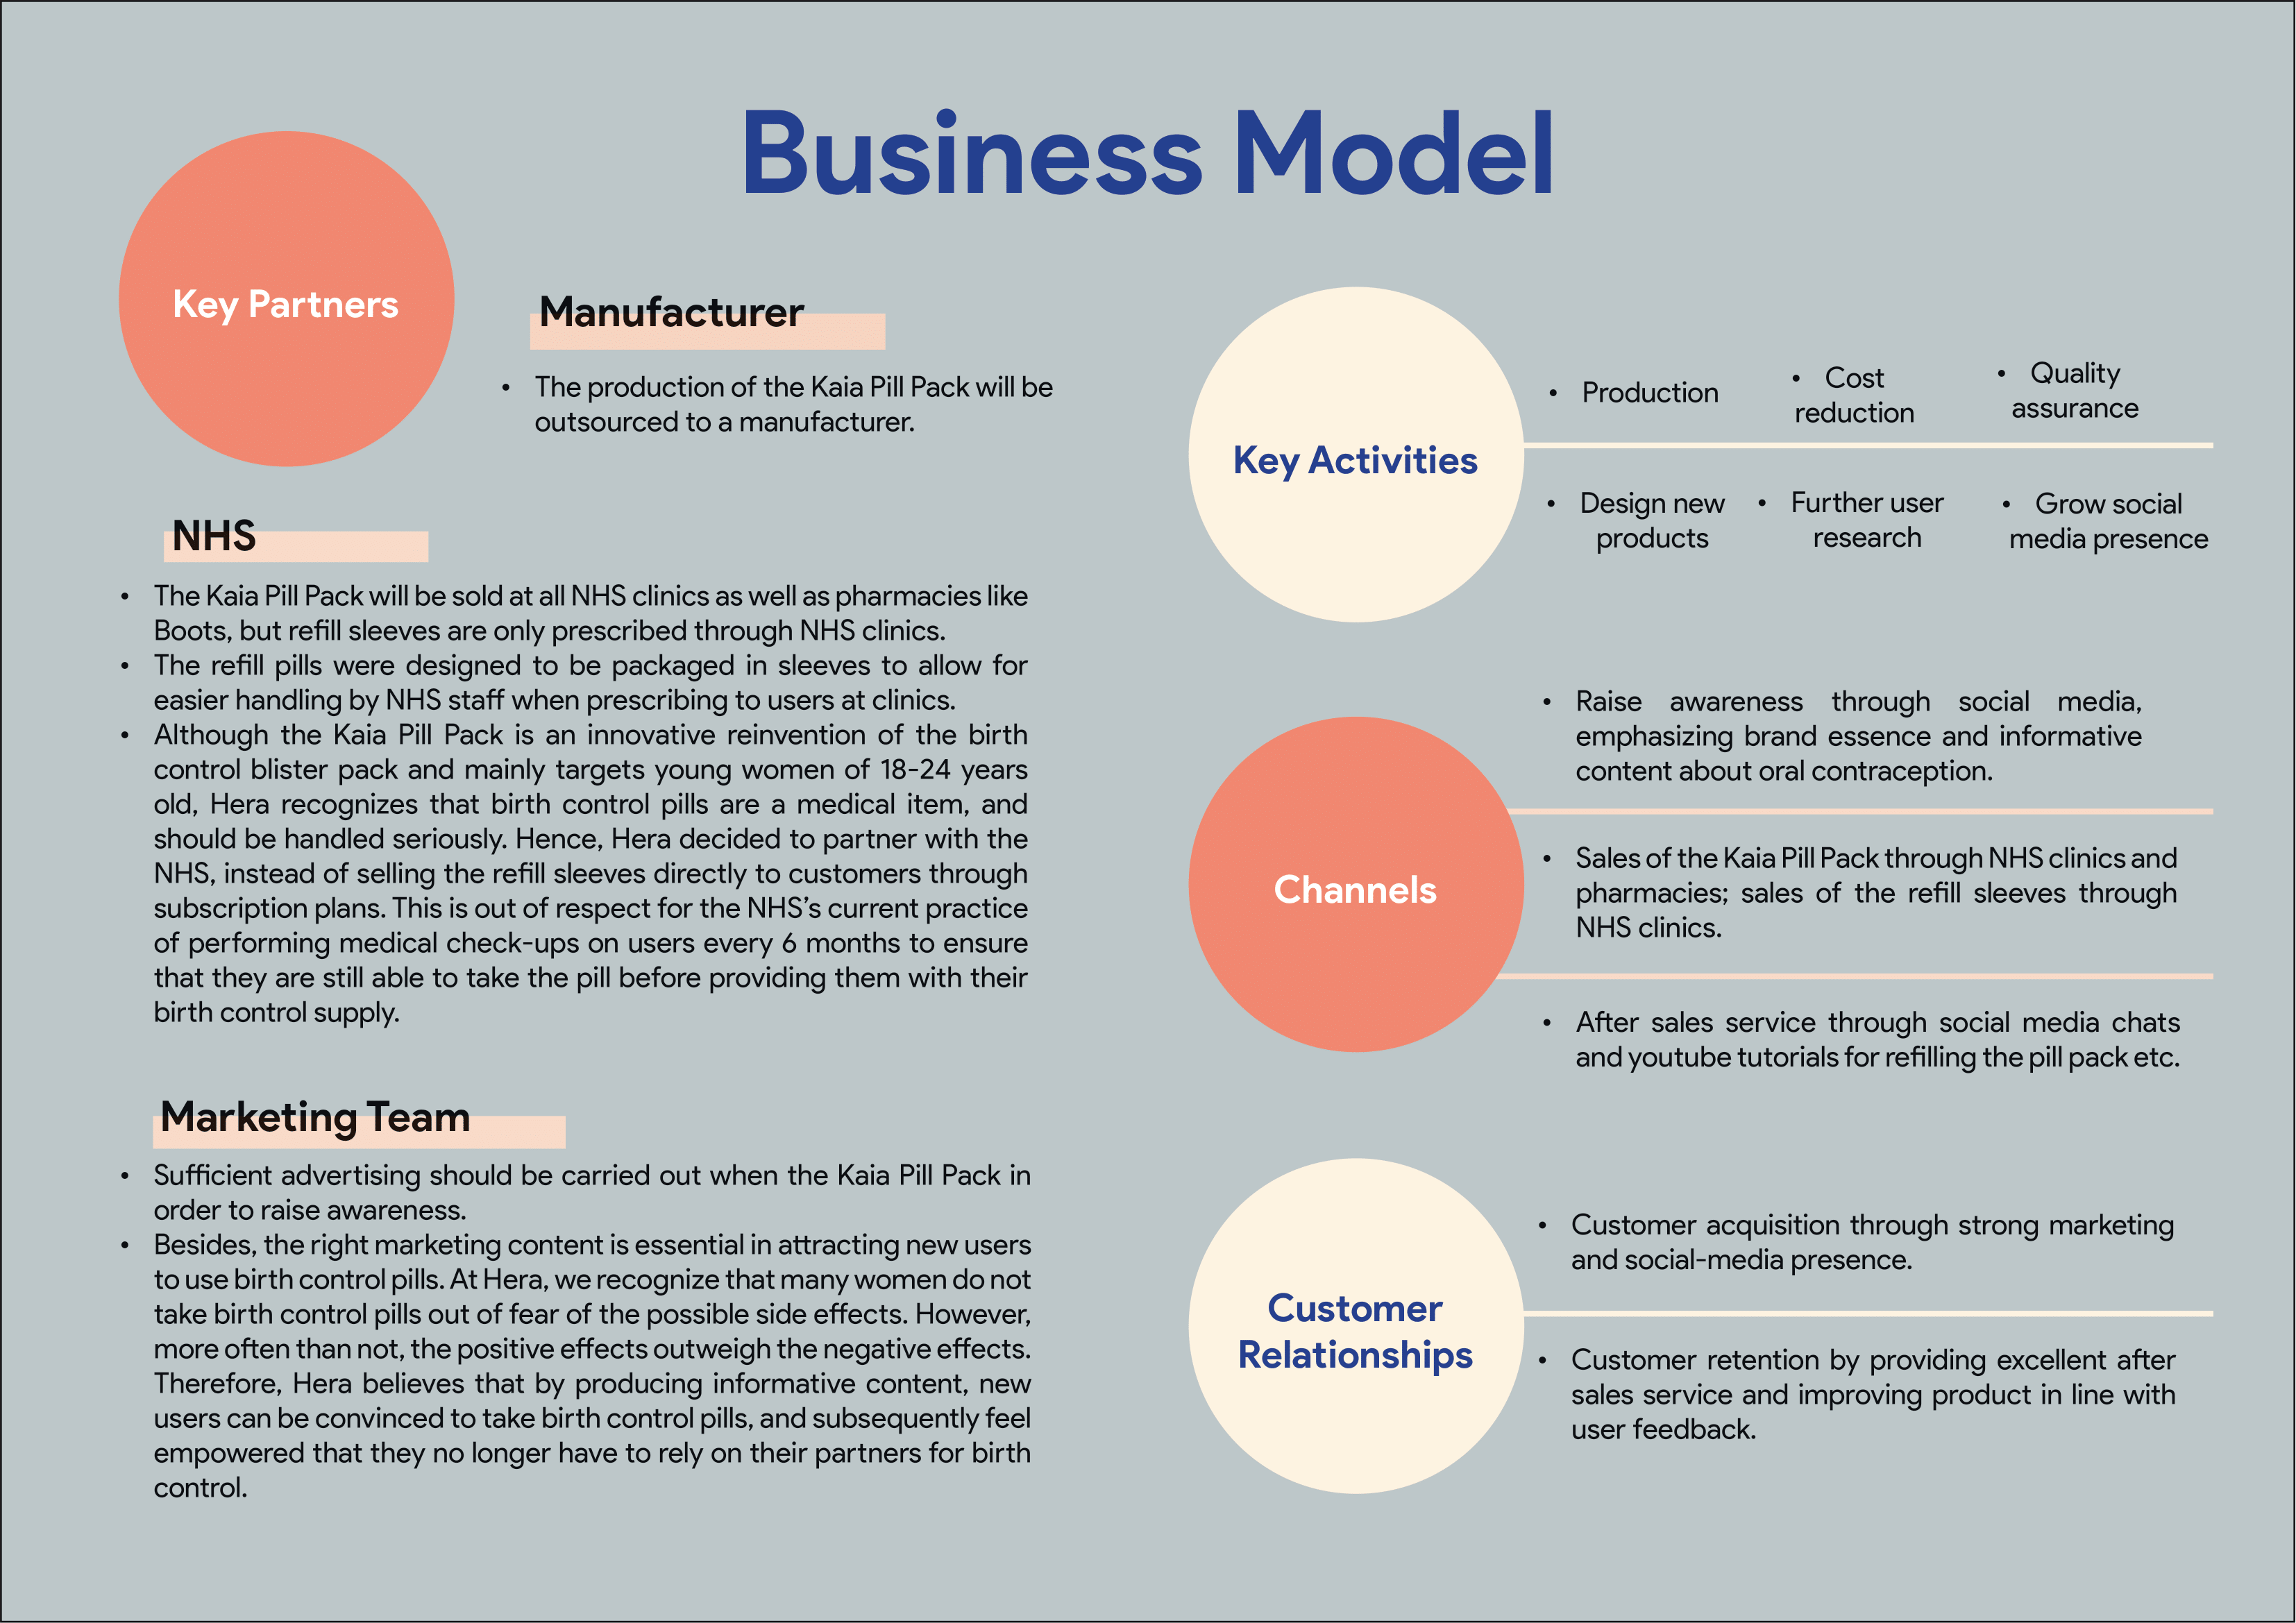 Business Model
Key Partners
Manufacturer
• The production of the Kaia Pill Pack will be
outsourced to a manufacturer.
NHS
• The Kaia Pill Pack will be sold at all NHS clinics as well as pharmacies like
Boots, but refill sleeves are only prescribed through NHS clinics.
• The refill pills were designed to be packaged in sleeves to allow for
easier handling by NHS staff when prescribing to users at clinics.
• Although the Kaia Pill Pack is an innovative reinvention of the birth
control blister pack and mainly targets young women of 18-24 years
old, Hera recognizes that birth control pills are a medical item, and
should be handled seriously. Hence, Hera decided to partner with the
NHS, instead of selling the refill sleeves directly to customers through
subscription plans. This is out of respect for the NHS’s current practice
of performing medical check-ups on users every 6 months to ensure
that they are still able to take the pill before providing them with their
birth control supply.
Marketing Team
• Sufficient advertising should be carried out when the Kaia Pill Pack in
order to raise awareness.
• Besides, the right marketing content is essential in attracting new users
to use birth control pills. At Hera, we recognize that many women do not
take birth control pills out of fear of the possible side effects. However,
more often than not, the positive effects outweigh the negative effects.
Therefore, Hera believes that by producing informative content, new
users can be convinced to take birth control pills, and subsequently feel
empowered that they no longer have to rely on their partners for birth
control.
Key Activities
• Production
• Cost
reduction
• Quality
assurance
• Design new
products
• Further user
research
• Grow social
media presence
Channels
• Raise awareness through social media,
emphasizing brand essence and informative
content about oral contraception.
• Sales of the Kaia Pill Pack through NHS clinics and
pharmacies; sales of the refill sleeves through
NHS clinics.
• After sales service through social media chats
and youtube tutorials for refilling the pill pack etc.
Customer
Relationships
• Customer acquisition through strong marketing
and social-media presence.
• Customer retention by providing excellent after
sales service and improving product in line with
user feedback.